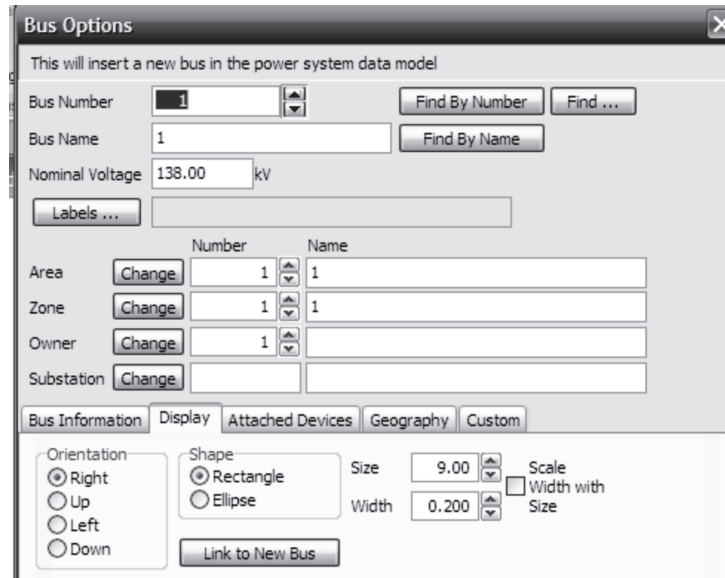 Bus Options
This will insert a new bus in the power system data model
Bus Number 1 Find By Number Find ...
Bus Name 1 Find By Name
Nominal Voltage 138.00 kV
Labels ...
Number Name
Area Change 1 1
Zone Change 1 1
Owner Change 1
Substation Change
Bus Information Display Attached Devices Geography Custom
Orientation Shape
Right Rectangle Size 9.00 Scale
Up Ellipse Width 0.200 Width with
Left Size
Down Link to New Bus